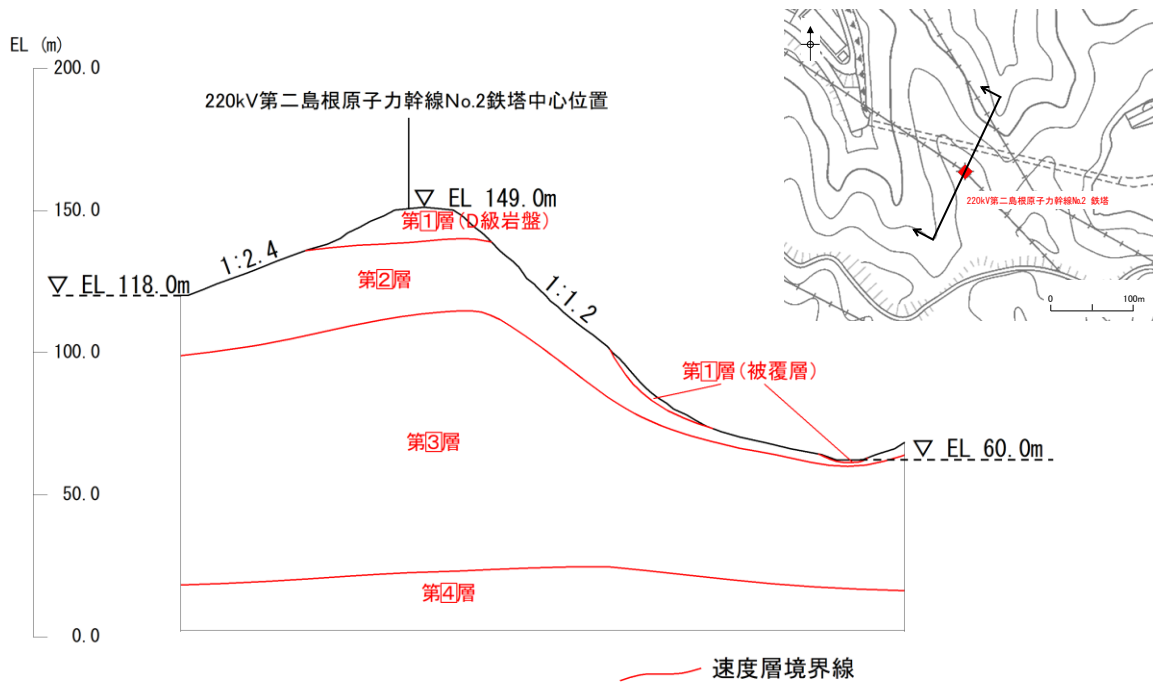 EL (m)
200.0
150.0
100.0
50.0
0.0
220kV第二島根原子力幹線No.2鉄塔中心位置
▽ EL 149.0m
第1層(D級岩盤)
1:2.4
▽ EL 118.0m
第2層
1:1.2
第1層(被覆層)
第3層
▽ EL 60.0m
第4層
速度層境界線
220kV第二島根原子力幹線No.2 鉄塔
0 100m